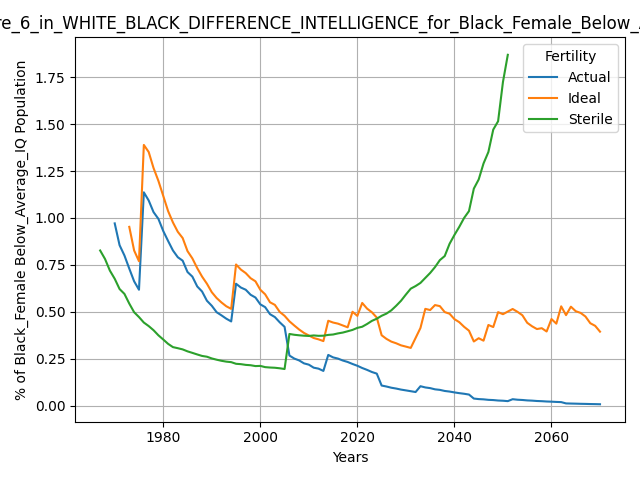 re_6_in_WHITE_BLACK_DIFFERENCE_INTELLIGENCE_for_Black_Female_Below_
% of Black_Female Below_Average_IQ Population
1.75
1.50
1.25
1.00
0.75
0.50
0.25
0.00
Fertility
Actual
Ideal
Sterile
1980
2000
2020
2040
2060
Years